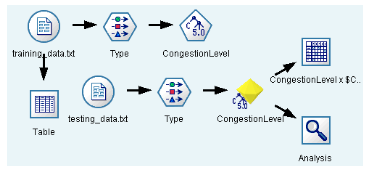 C 5.0
training_data.txt
Type
CongestionLevel
Table
testing_data.txt
Type
C 5.0
CongestionLevel
CongestionLevel x $C..
Analysis